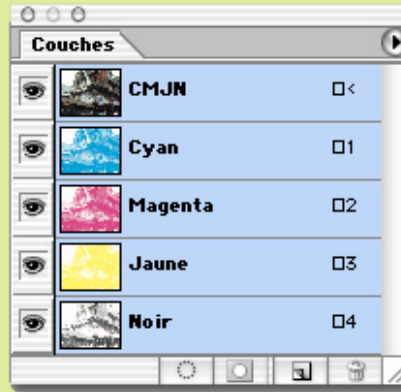 Couches
CMJN □<
Cyan □1
Magenta □2
Jaune □3
Noir □4